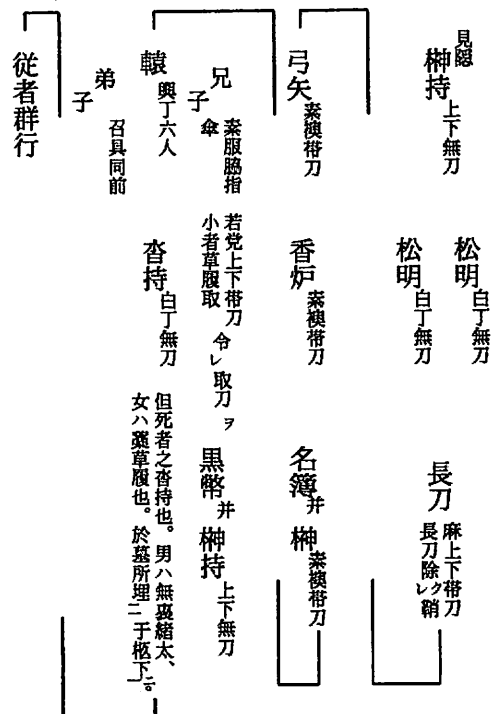 見隠
榊持 上下無刀
松明 白丁無刀
松明 白丁無刀
長刀 麻上下帯刀
長刀除クレ鞘
弓矢 素襖帯刀
香炉 素襖帯刀
名簿并榊 素襖帯刀
兄子 素服脇指
傘
若党上下帯刀
小者草履取 令レ取刀ヲ
黒幣并榊持 上下無刀
轅 輿丁六人
沓持 白丁無刀
但死者之沓持也。男ハ無裏緒太、
女ハ藁草履也。於墓所埋二于柩下一。
弟子 召具同前
従者群行